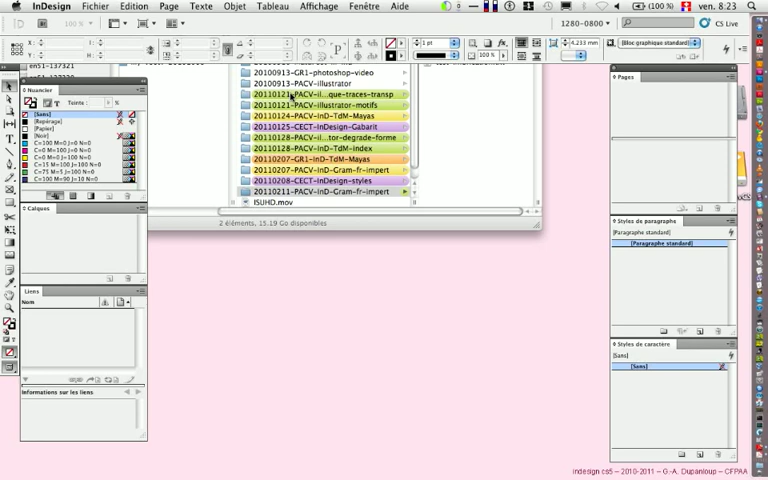 InDesign Fichier Edition Page Texte Objet Tableau Affichage Fenêtre Aide (100 %) ven. 8:23
100 % 1280-0800 CS Live
X: L: 1 pt 4.233 mm [Bloc graphique standard]
Y: H: 100 %
en51-137321
20100913-GR1-photoshop-video
20100913-PACV-illustrator
20110121-PACV-il...que-traces-transp
20110121-PACV-illustrator-motifs
20110124-PACV-InD-TdM-Mayas
20110125-CECT-InDesign-Gabarit
20110128-PACV-il...tor-degrade-forme
20110128-PACV-InD-TdM-index
20110207-GR1-InD-TdM-Mayas
20110207-PACV-InD-Gram-fr-impert
20110208-CECT-InDesign-styles
20110211-PACV-InD-Gram-fr-impert
ISUHD.mov
2 éléments, 15.19 Go disponibles
Nuancier
Teinte: %
[Sans]
[Repérage]
[Papier]
[Noir]
C=100 M=0 J=0 N=0
C=0 M=100 J=0 N=0
C=0 M=0 J=100 N=0
C=15 M=100 J=100 N=0
C=75 M=5 J=100 N=0
C=100 M=90 J=10 N=0
Calques
Liens
Nom
Informations sur les liens
Pages
Styles de paragraphe
[Paragraphe standard]
[Paragraphe standard]
Styles de caractère
[Sans]
[Sans]
indesign cs5 – 2010-2011 – G.-A. Dupanloup – CFPAA